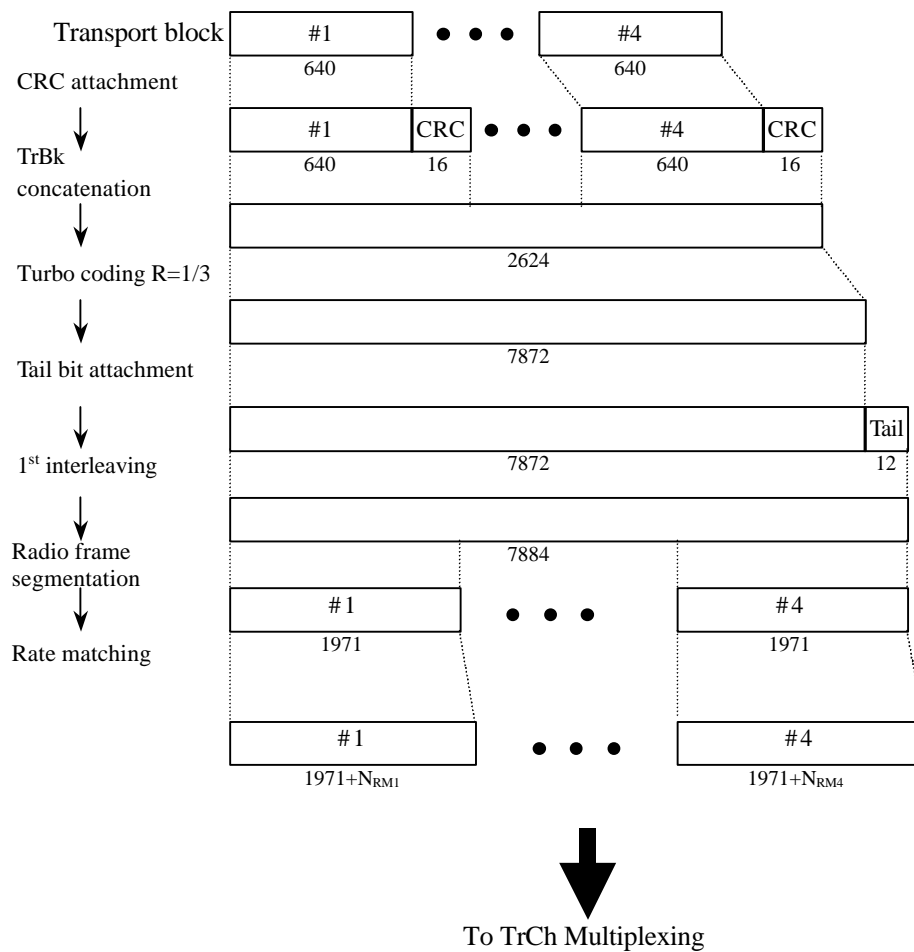 Transport block
#1
#4
640
640
CRC attachment
#1
CRC
#4
CRC
640
16
640
16
TrBk
concatenation
2624
Turbo coding R=1/3
7872
Tail bit attachment
Tail
7872
12
1st interleaving
7884
Radio frame
segmentation
#1
#4
1971
1971
Rate matching
#1
#4
1971+NRM1
1971+NRM4
To TrCh Multiplexing